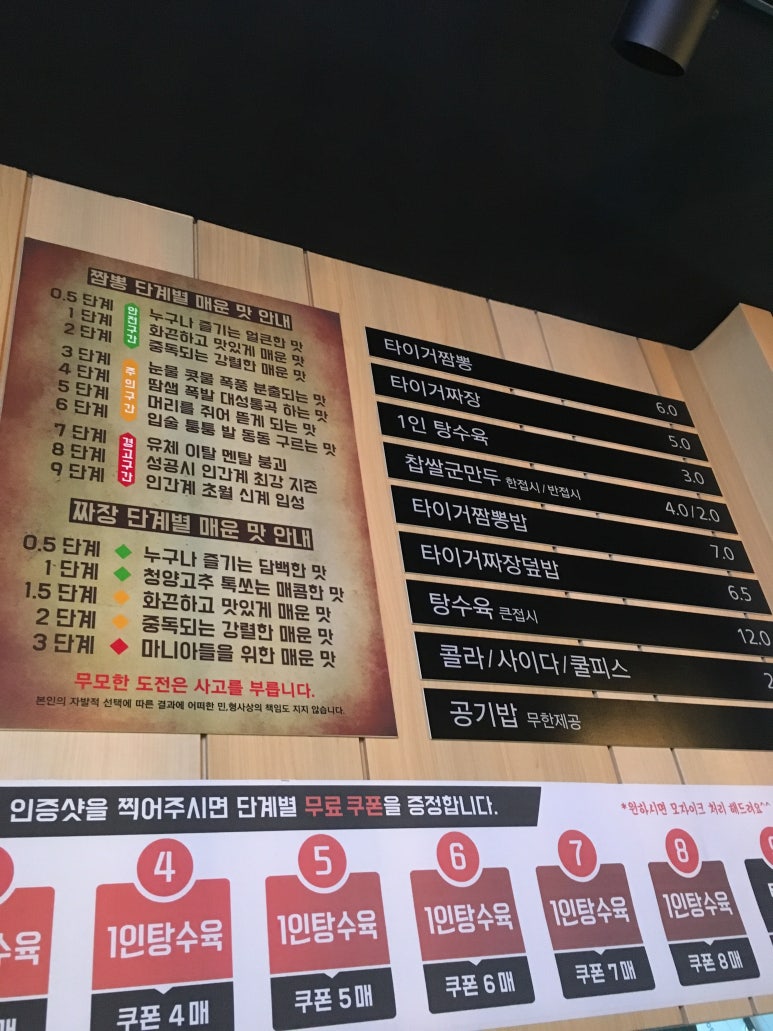 짬뽕 단계별 매운 맛 안내
0.5 단계 누구나 즐기는 얼큰한 맛
1 단계 안전구간 화끈하고 맛있게 매운 맛
2 단계 중독되는 강렬한 매운 맛
3 단계 눈물 콧물 폭풍 분출되는 맛
4 단계 주의구간 땀샘 폭발 대성통곡 하는 맛
5 단계 머리를 쥐어 뜯게 되는 맛
6 단계 입술 퉁퉁 발 동동 구르는 맛
7 단계 유체 이탈 멘탈 붕괴
8 단계 경고구간 성공시 인간계 최강 지존
9 단계 인간계 초월 신계 입성
짜장 단계별 매운 맛 안내
0.5 단계 누구나 즐기는 담백한 맛
1 단계 청양고추 톡쏘는 매콤한 맛
1.5 단계 화끈하고 맛있게 매운 맛
2 단계 중독되는 강렬한 매운 맛
3 단계 마니아들을 위한 매운 맛
무모한 도전은 사고를 부릅니다.
본인의 자발적 선택에 따른 결과에 어떠한 민,형사상의 책임도 지지 않습니다.
타이거짬뽕 6.0
타이거짜장 5.0
1인 탕수육 3.0
찹쌀군만두 한접시/반접시 4.0/2.0
타이거짬뽕밥 7.0
타이거짜장덮밥 6.5
탕수육 큰접시 12.0
콜라/사이다/쿨피스 2
공기밥 무한제공
인증샷을 찍어주시면 단계별 무료 쿠폰을 증정합니다.
*원하시면 모자이크 처리 해드려요^^
4 5 6 7 8
수육 1인탕수육 1인탕수육 1인탕수육 1인탕수육 1인탕수육
매 쿠폰 4매 쿠폰 5매 쿠폰 6매 쿠폰 7매 쿠폰 8매